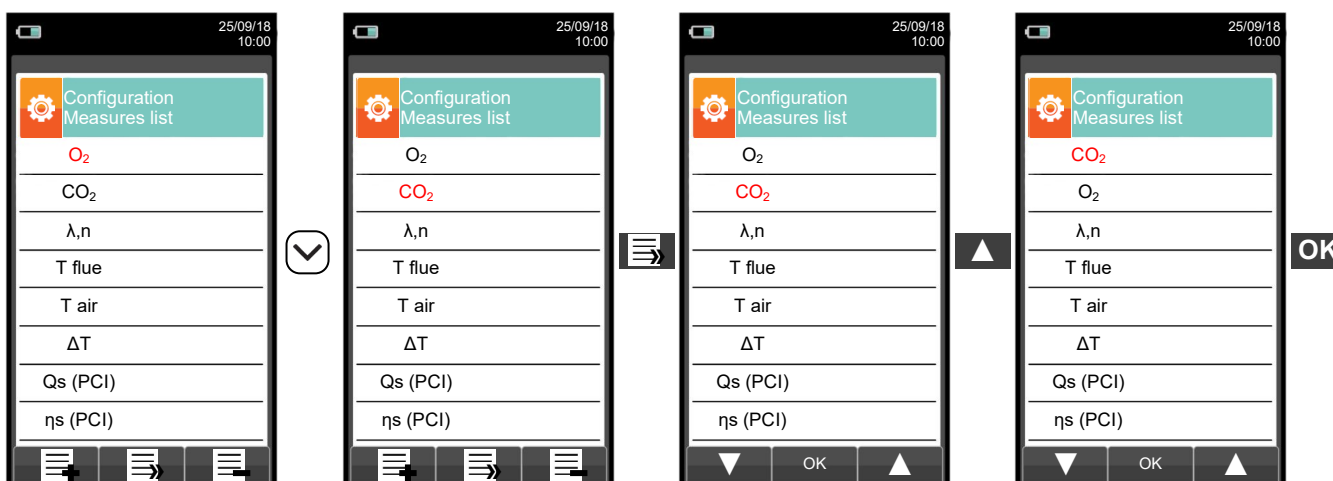 25/09/18
10:00
Configuration
Measures list
O₂
CO₂
λ,n
T flue
T air
ΔT
Qs (PCI)
ηs (PCI)
25/09/18
10:00
Configuration
Measures list
O₂
CO₂
λ,n
T flue
T air
ΔT
Qs (PCI)
ηs (PCI)
25/09/18
10:00
Configuration
Measures list
O₂
CO₂
λ,n
T flue
T air
ΔT
Qs (PCI)
ηs (PCI)
OK
25/09/18
10:00
Configuration
Measures list
CO₂
O₂
λ,n
T flue
T air
ΔT
Qs (PCI)
ηs (PCI)
OK
OK